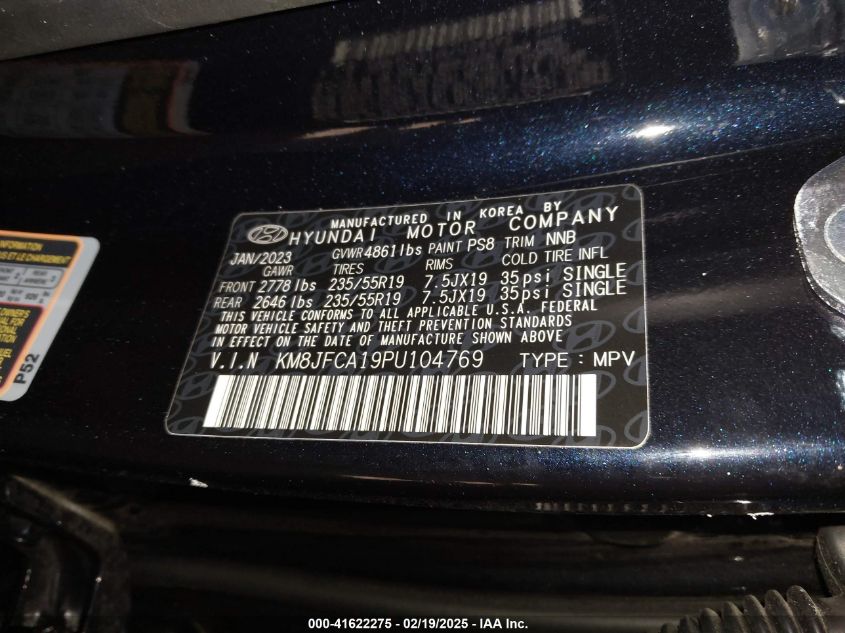 MANUFACTURED IN KOREA BY
HYUNDAI MOTOR COMPANY
JAN/2023 GVWR 4861 lbs PAINT PS8 TRIM NNB
GAWR TIRES RIMS COLD TIRE INFL
FRONT 2778 lbs 235/55R19 7.5JX19 35psi SINGLE
REAR 2646 lbs 235/55R19 7.5JX19 35psi SINGLE
THIS VEHICLE CONFORMS TO ALL APPLICABLE U.S.A. FEDERAL
MOTOR VEHICLE SAFETY AND THEFT PREVENTION STANDARDS
IN EFFECT ON THE DATE OF MANUFACTURE SHOWN ABOVE
V.I.N KM8JFCA19PU104769 TYPE : MPV
P52
000-41622275 - 02/19/2025 - IAA Inc.